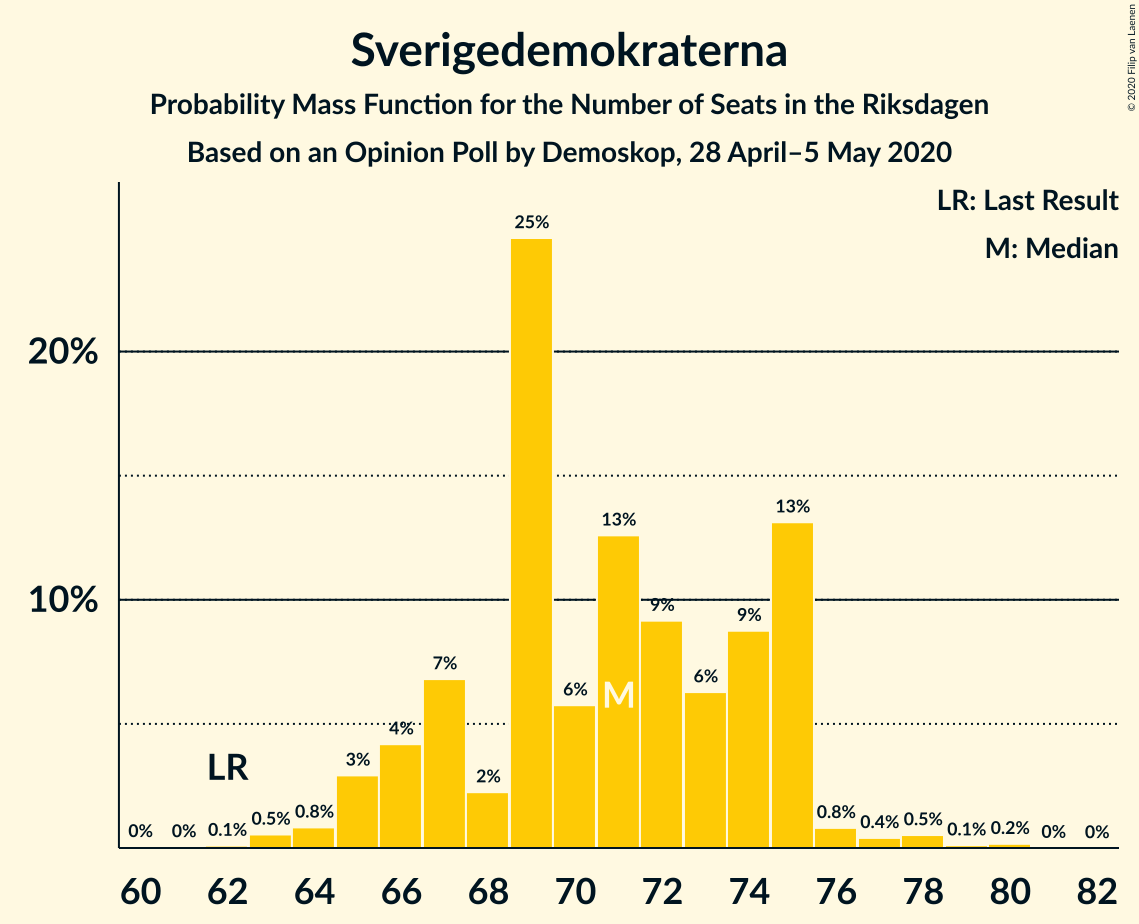 Sverigedemokraterna
Probability Mass Function for the Number of Seats in the Riksdagen
Based on an Opinion Poll by Demoskop, 28 April–5 May 2020
© 2020 Filip van Laenen
LR: Last Result
M: Median
20%
10%
0% 0% 0.1% 0.5% 0.8% 3% 4% 7% 2% 25% 6% 13% 9% 6% 9% 13% 0.8% 0.4% 0.5% 0.1% 0.2% 0% 0%
LR
M
60 62 64 66 68 70 72 74 76 78 80 82